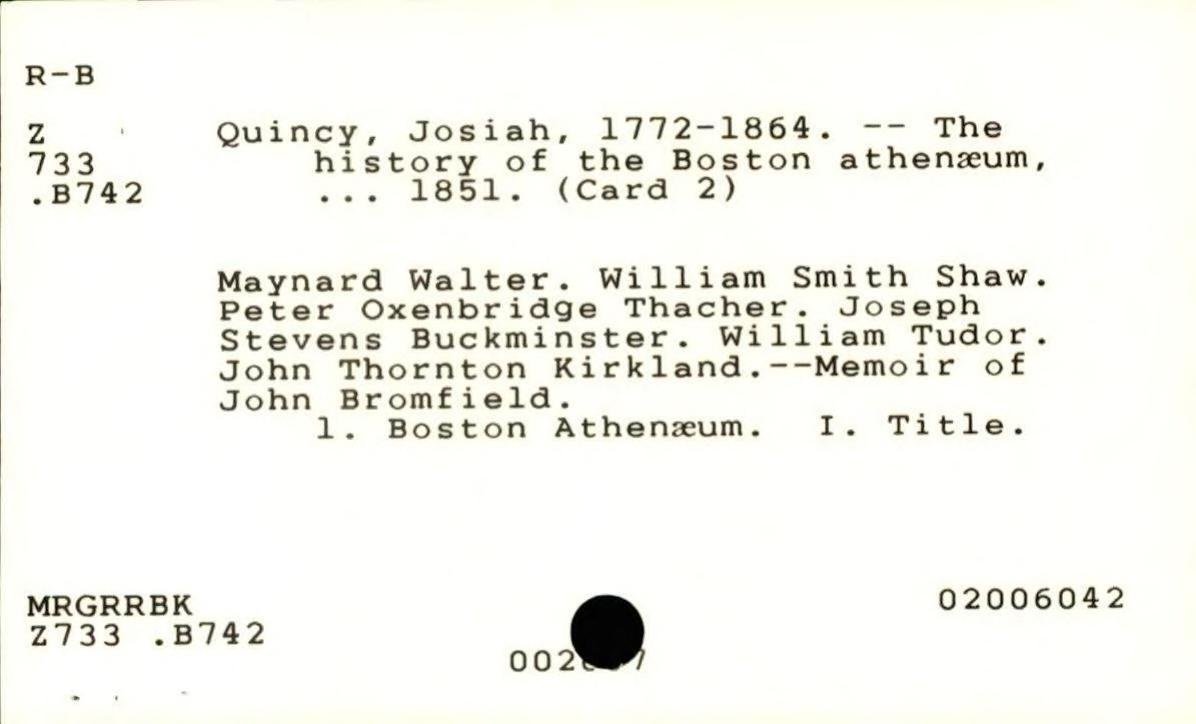 R-B
Z Quincy, Josiah, 1772-1864. -- The
733 history of the Boston athenæum,
.B742 ... 1851. (Card 2)
Maynard Walter. William Smith Shaw.
Peter Oxenbridge Thacher. Joseph
Stevens Buckminster. William Tudor.
John Thornton Kirkland.--Memoir of
John Bromfield.
1. Boston Athenæum. I. Title.
MRGRRBK 02006042
Z733 .B742